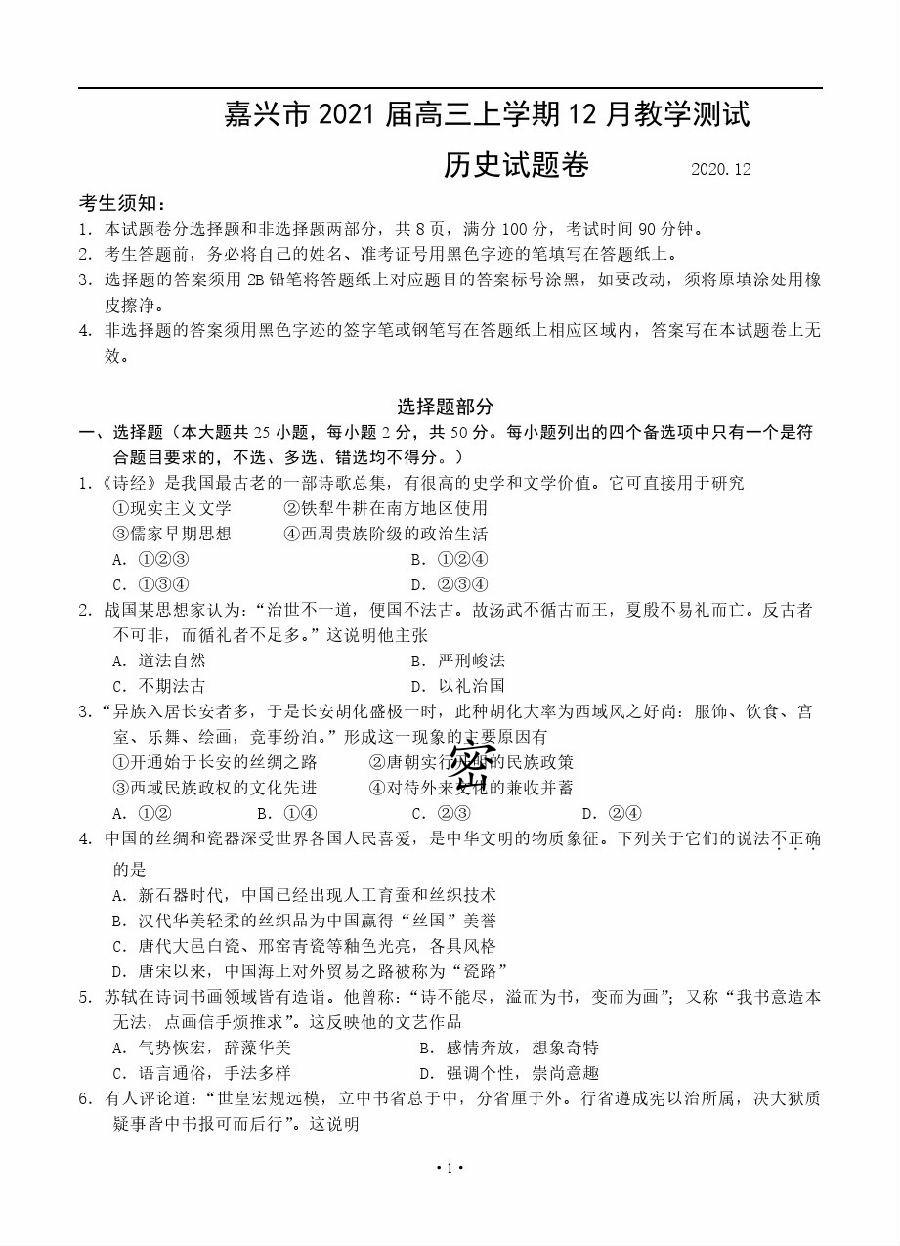 嘉兴市 2021 届高三上学期 12 月教学测试
历史试题卷 2020.12
考生须知：
1．本试题卷分选择题和非选择题两部分，共 8 页，满分 100 分，考试时间 90 分钟。
2．考生答题前，务必将自己的姓名、准考证号用黑色字迹的笔填写在答题纸上。
3．选择题的答案须用 2B 铅笔将答题纸上对应题目的答案标号涂黑，如要改动，须将原填涂处用橡
皮擦净。
4．非选择题的答案须用黑色字迹的签字笔或钢笔写在答题纸上相应区域内，答案写在本试题卷上无
效。
选择题部分
一、选择题（本大题共 25 小题，每小题 2 分，共 50 分。每小题列出的四个备选项中只有一个是符
合题目要求的，不选、多选、错选均不得分。）
1.《诗经》是我国最古老的一部诗歌总集，有很高的史学和文学价值。它可直接用于研究
①现实主义文学 ②铁犁牛耕在南方地区使用
③儒家早期思想 ④西周贵族阶级的政治生活
A．①②③ B．①②④
C．①③④ D．②③④
2．战国某思想家认为：“治世不一道，便国不法古。故汤武不循古而王，夏殷不易礼而亡。反古者
不可非，而循礼者不足多。”这说明他主张
A．道法自然 B．严刑峻法
C．不期法古 D．以礼治国
3．“异族入居长安者多，于是长安胡化盛极一时，此种胡化大率为西域风之好尚：服饰、饮食、宫
室、乐舞、绘画，竞事纷泊。”形成这一现象的主要原因有
①开通始于长安的丝绸之路 ②唐朝实行开明的民族政策
③西域民族政权的文化先进 ④对待外来文化的兼收并蓄
密
A．①② B．①④ C．②③ D．②④
4．中国的丝绸和瓷器深受世界各国人民喜爱，是中华文明的物质象征。下列关于它们的说法不正确
的是
A．新石器时代，中国已经出现人工育蚕和丝织技术
B．汉代华美轻柔的丝织品为中国赢得“丝国”美誉
C．唐代大邑白瓷、邢窑青瓷等釉色光亮，各具风格
D．唐宋以来，中国海上对外贸易之路被称为“瓷路”
5．苏轼在诗词书画领域皆有造诣。他曾称：“诗不能尽，溢而为书，变而为画”；又称“我书意造本
无法，点画信手烦推求”。这反映他的文艺作品
A．气势恢宏，辞藻华美 B．感情奔放，想象奇特
C．语言通俗，手法多样 D．强调个性，崇尚意趣
6．有人评论道：“世皇宏规远模，立中书省总于中，分省厘于外。行省遵成宪以治所属，决大狱质
疑事皆中书报可而后行”。这说明
·1·